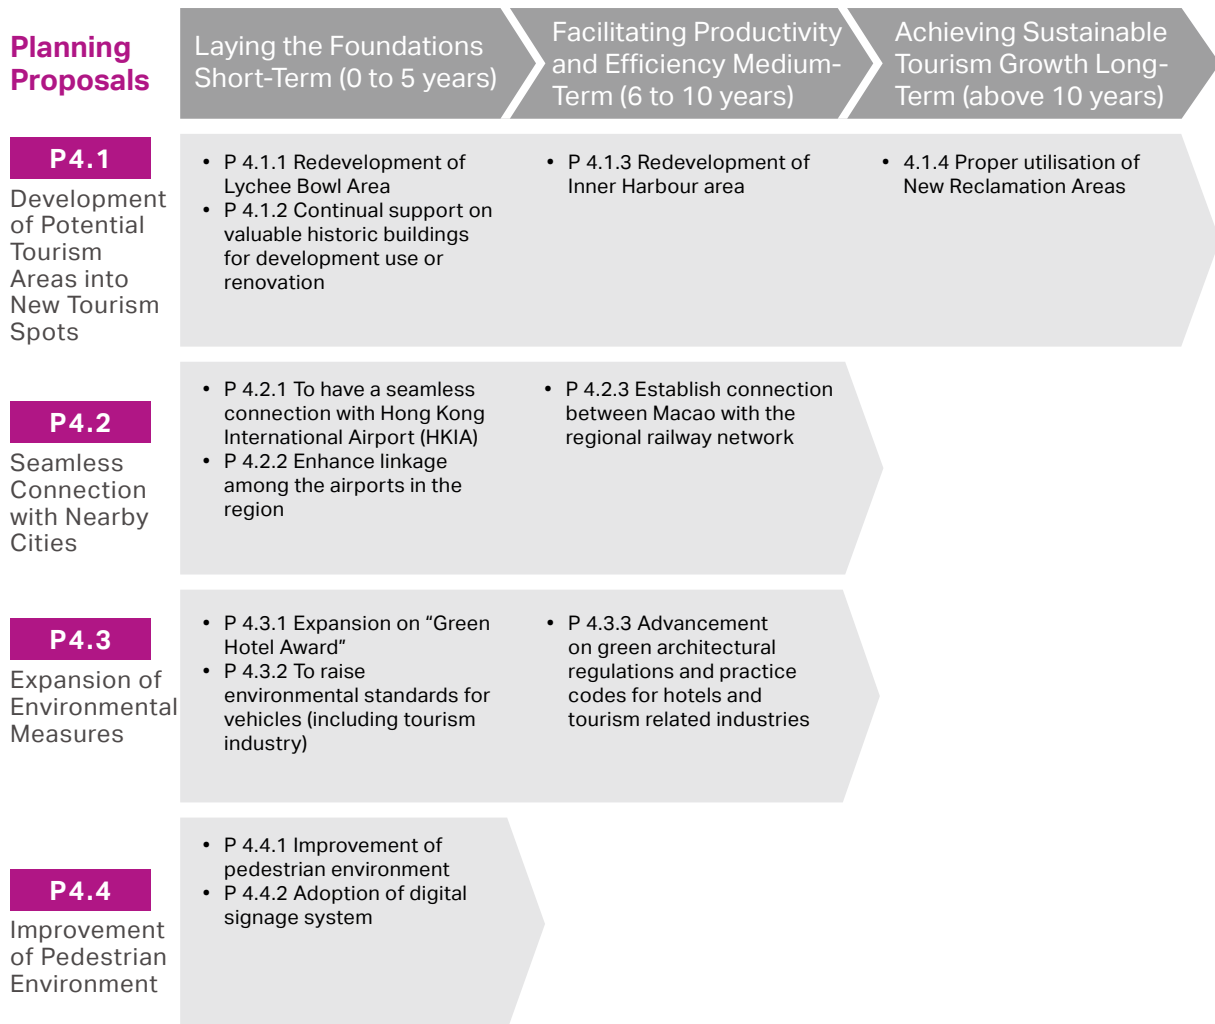 Planning
Proposals
Laying the Foundations
Short-Term (0 to 5 years)
Facilitating Productivity
and Efficiency Medium-
Term (6 to 10 years)
Achieving Sustainable
Tourism Growth Long-
Term (above 10 years)
P4.1
Development
of Potential
Tourism
Areas into
New Tourism
Spots
• P 4.1.1 Redevelopment of
Lychee Bowl Area
• P 4.1.2 Continual support on
valuable historic buildings
for development use or
renovation
• P 4.1.3 Redevelopment of
Inner Harbour area
• 4.1.4 Proper utilisation of
New Reclamation Areas
P4.2
Seamless
Connection
with Nearby
Cities
• P 4.2.1 To have a seamless
connection with Hong Kong
International Airport (HKIA)
• P 4.2.2 Enhance linkage
among the airports in the
region
• P 4.2.3 Establish connection
between Macao with the
regional railway network
P4.3
Expansion of
Environmental
Measures
• P 4.3.1 Expansion on “Green
Hotel Award”
• P 4.3.2 To raise
environmental standards for
vehicles (including tourism
industry)
• P 4.3.3 Advancement
on green architectural
regulations and practice
codes for hotels and
tourism related industries
P4.4
Improvement
of Pedestrian
Environment
• P 4.4.1 Improvement of
pedestrian environment
• P 4.4.2 Adoption of digital
signage system